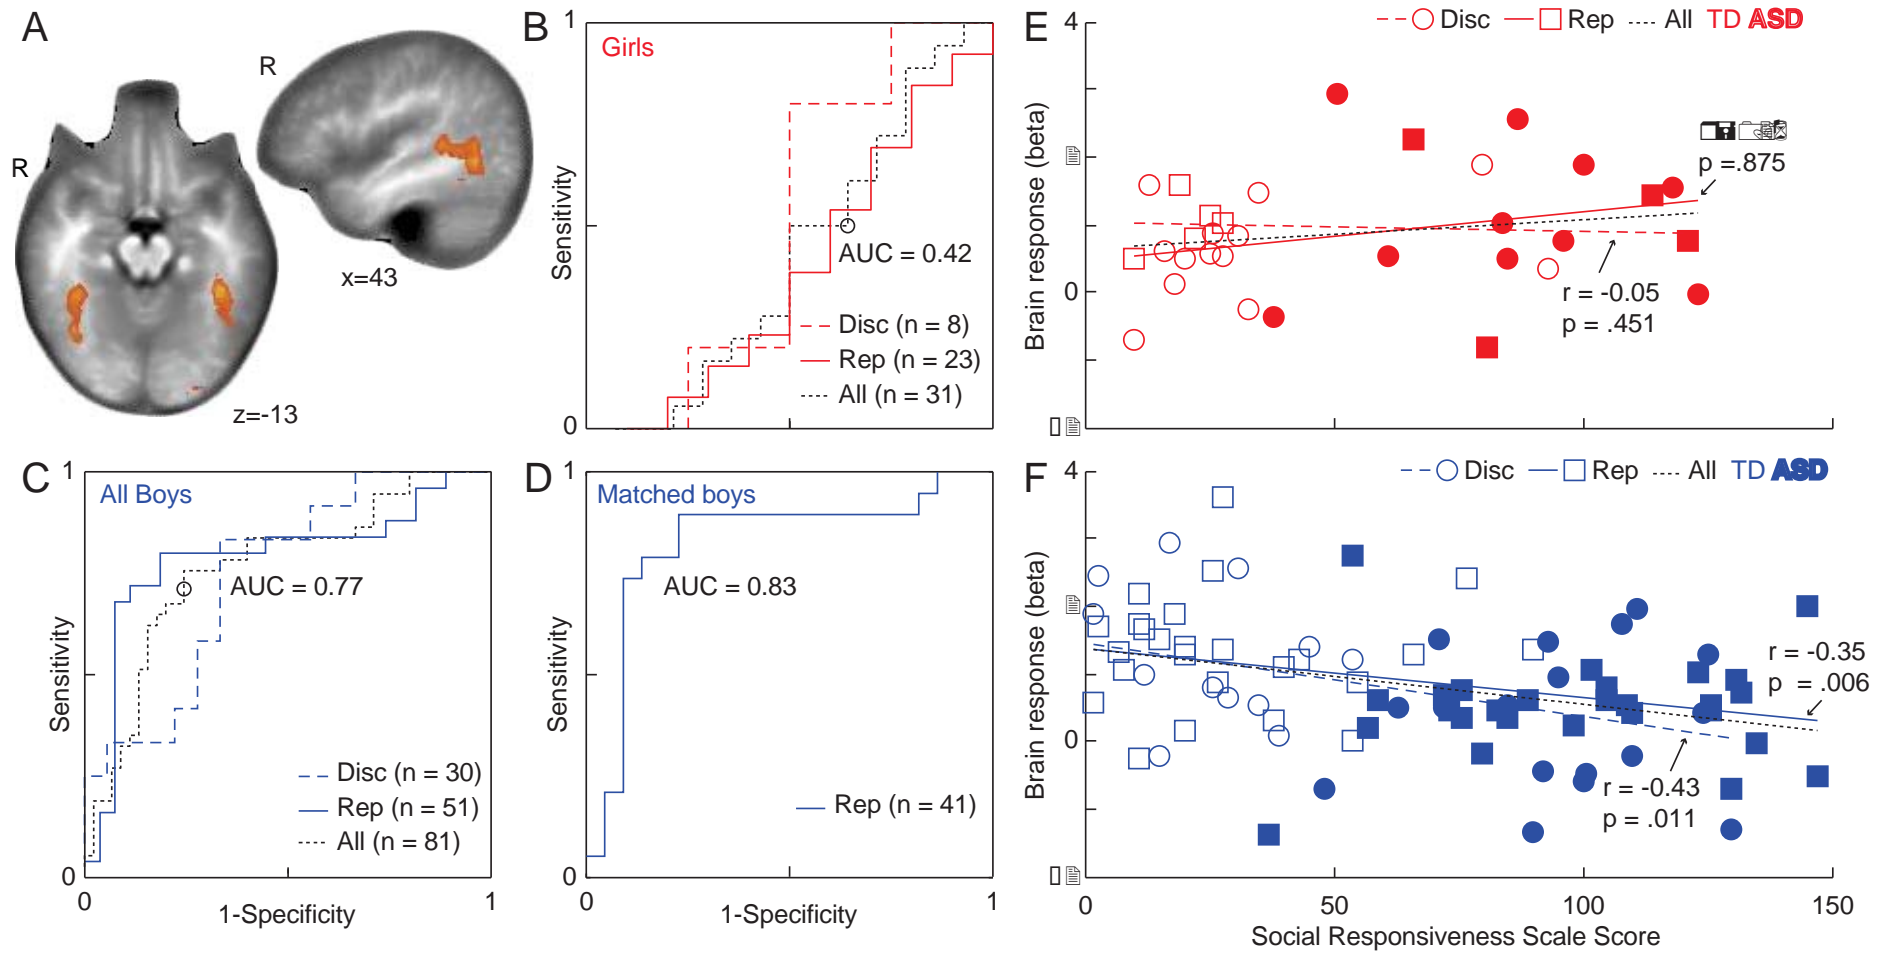 A
R
R
x=43
z=-13
B
1
Girls
Sensitivity
AUC = 0.42
Disc (n = 8)
Rep (n = 23)
All (n = 31)
0
C
1
All Boys
Sensitivity
AUC = 0.77
Disc (n = 30)
Rep (n = 51)
All (n = 81)
0
0
1-Specificity
1
D
1
Matched boys
Sensitivity
AUC = 0.83
Rep (n = 41)
0
0
1-Specificity
1
E
4
Disc Rep All TD ASD
Brain response (beta)
p =.875
0
r = -0.05
p = .451
F
4
Disc Rep All TD ASD
Brain response (beta)
r = -0.35
p = .006
0
r = -0.43
p = .011
0
50
100
150
Social Responsiveness Scale Score